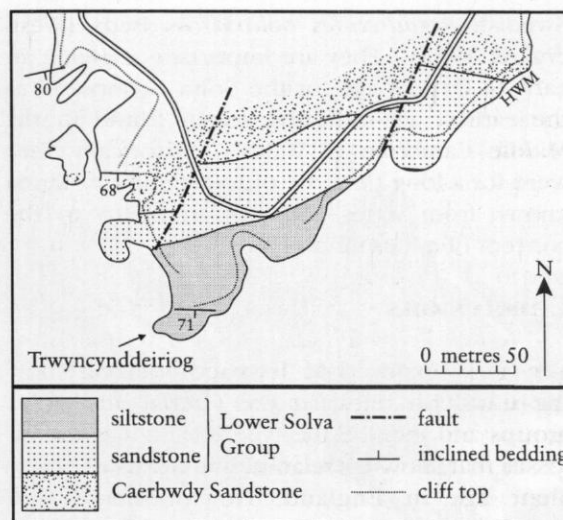 80
HWM
68
N
71
Trwyncynddeiriog
0 metres 50
siltstone
Lower Solva
Group
sandstone
Caerbwdy Sandstone
fault
inclined bedding
cliff top